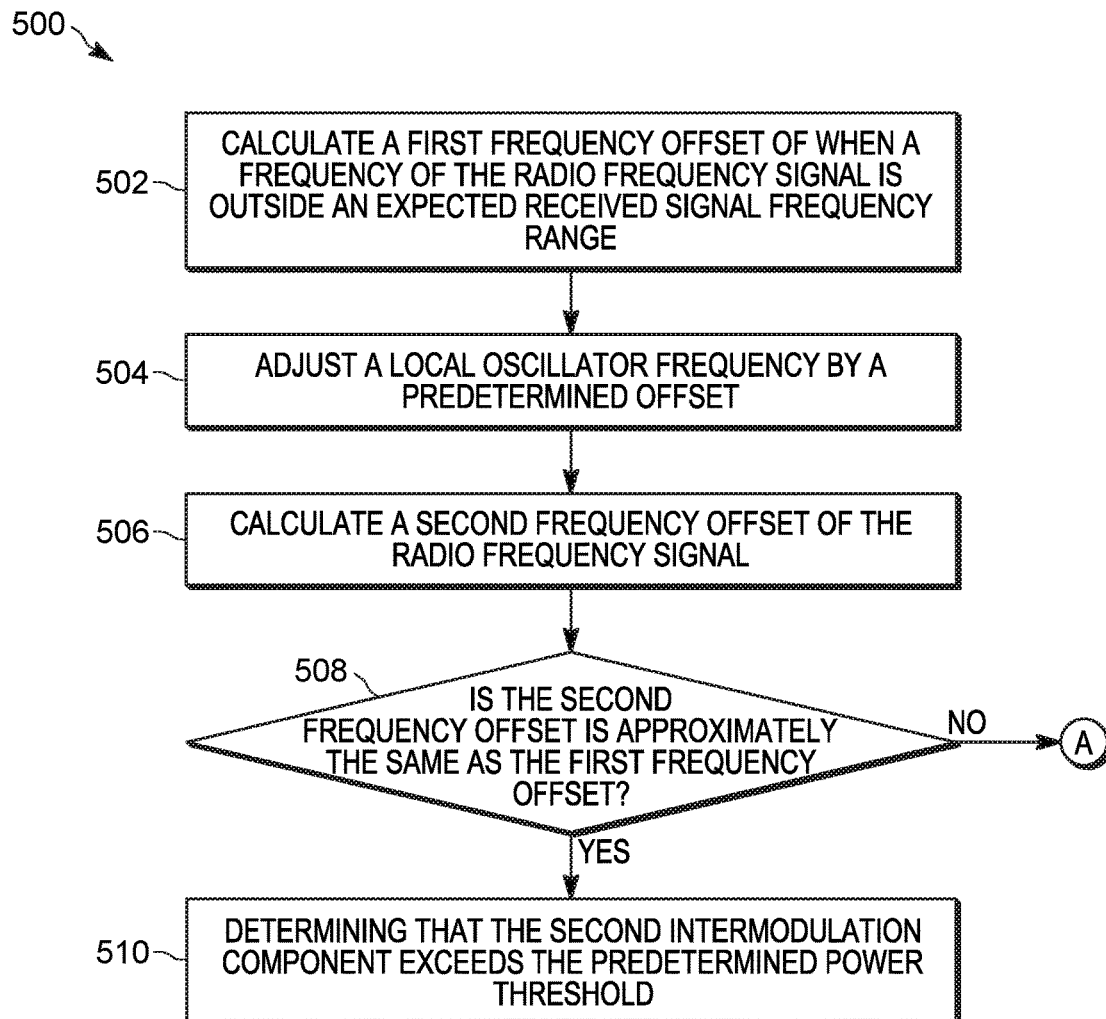 500
CALCULATE A FIRST FREQUENCY OFFSET OF WHEN A
FREQUENCY OF THE RADIO FREQUENCY SIGNAL IS
OUTSIDE AN EXPECTED RECEIVED SIGNAL FREQUENCY
RANGE
502
ADJUST A LOCAL OSCILLATOR FREQUENCY BY A
PREDETERMINED OFFSET
504
CALCULATE A SECOND FREQUENCY OFFSET OF THE
RADIO FREQUENCY SIGNAL
506
508
IS THE SECOND
FREQUENCY OFFSET IS APPROXIMATELY
THE SAME AS THE FIRST FREQUENCY
OFFSET?
NO
A
YES
DETERMINING THAT THE SECOND INTERMODULATION
COMPONENT EXCEEDS THE PREDETERMINED POWER
THRESHOLD
510